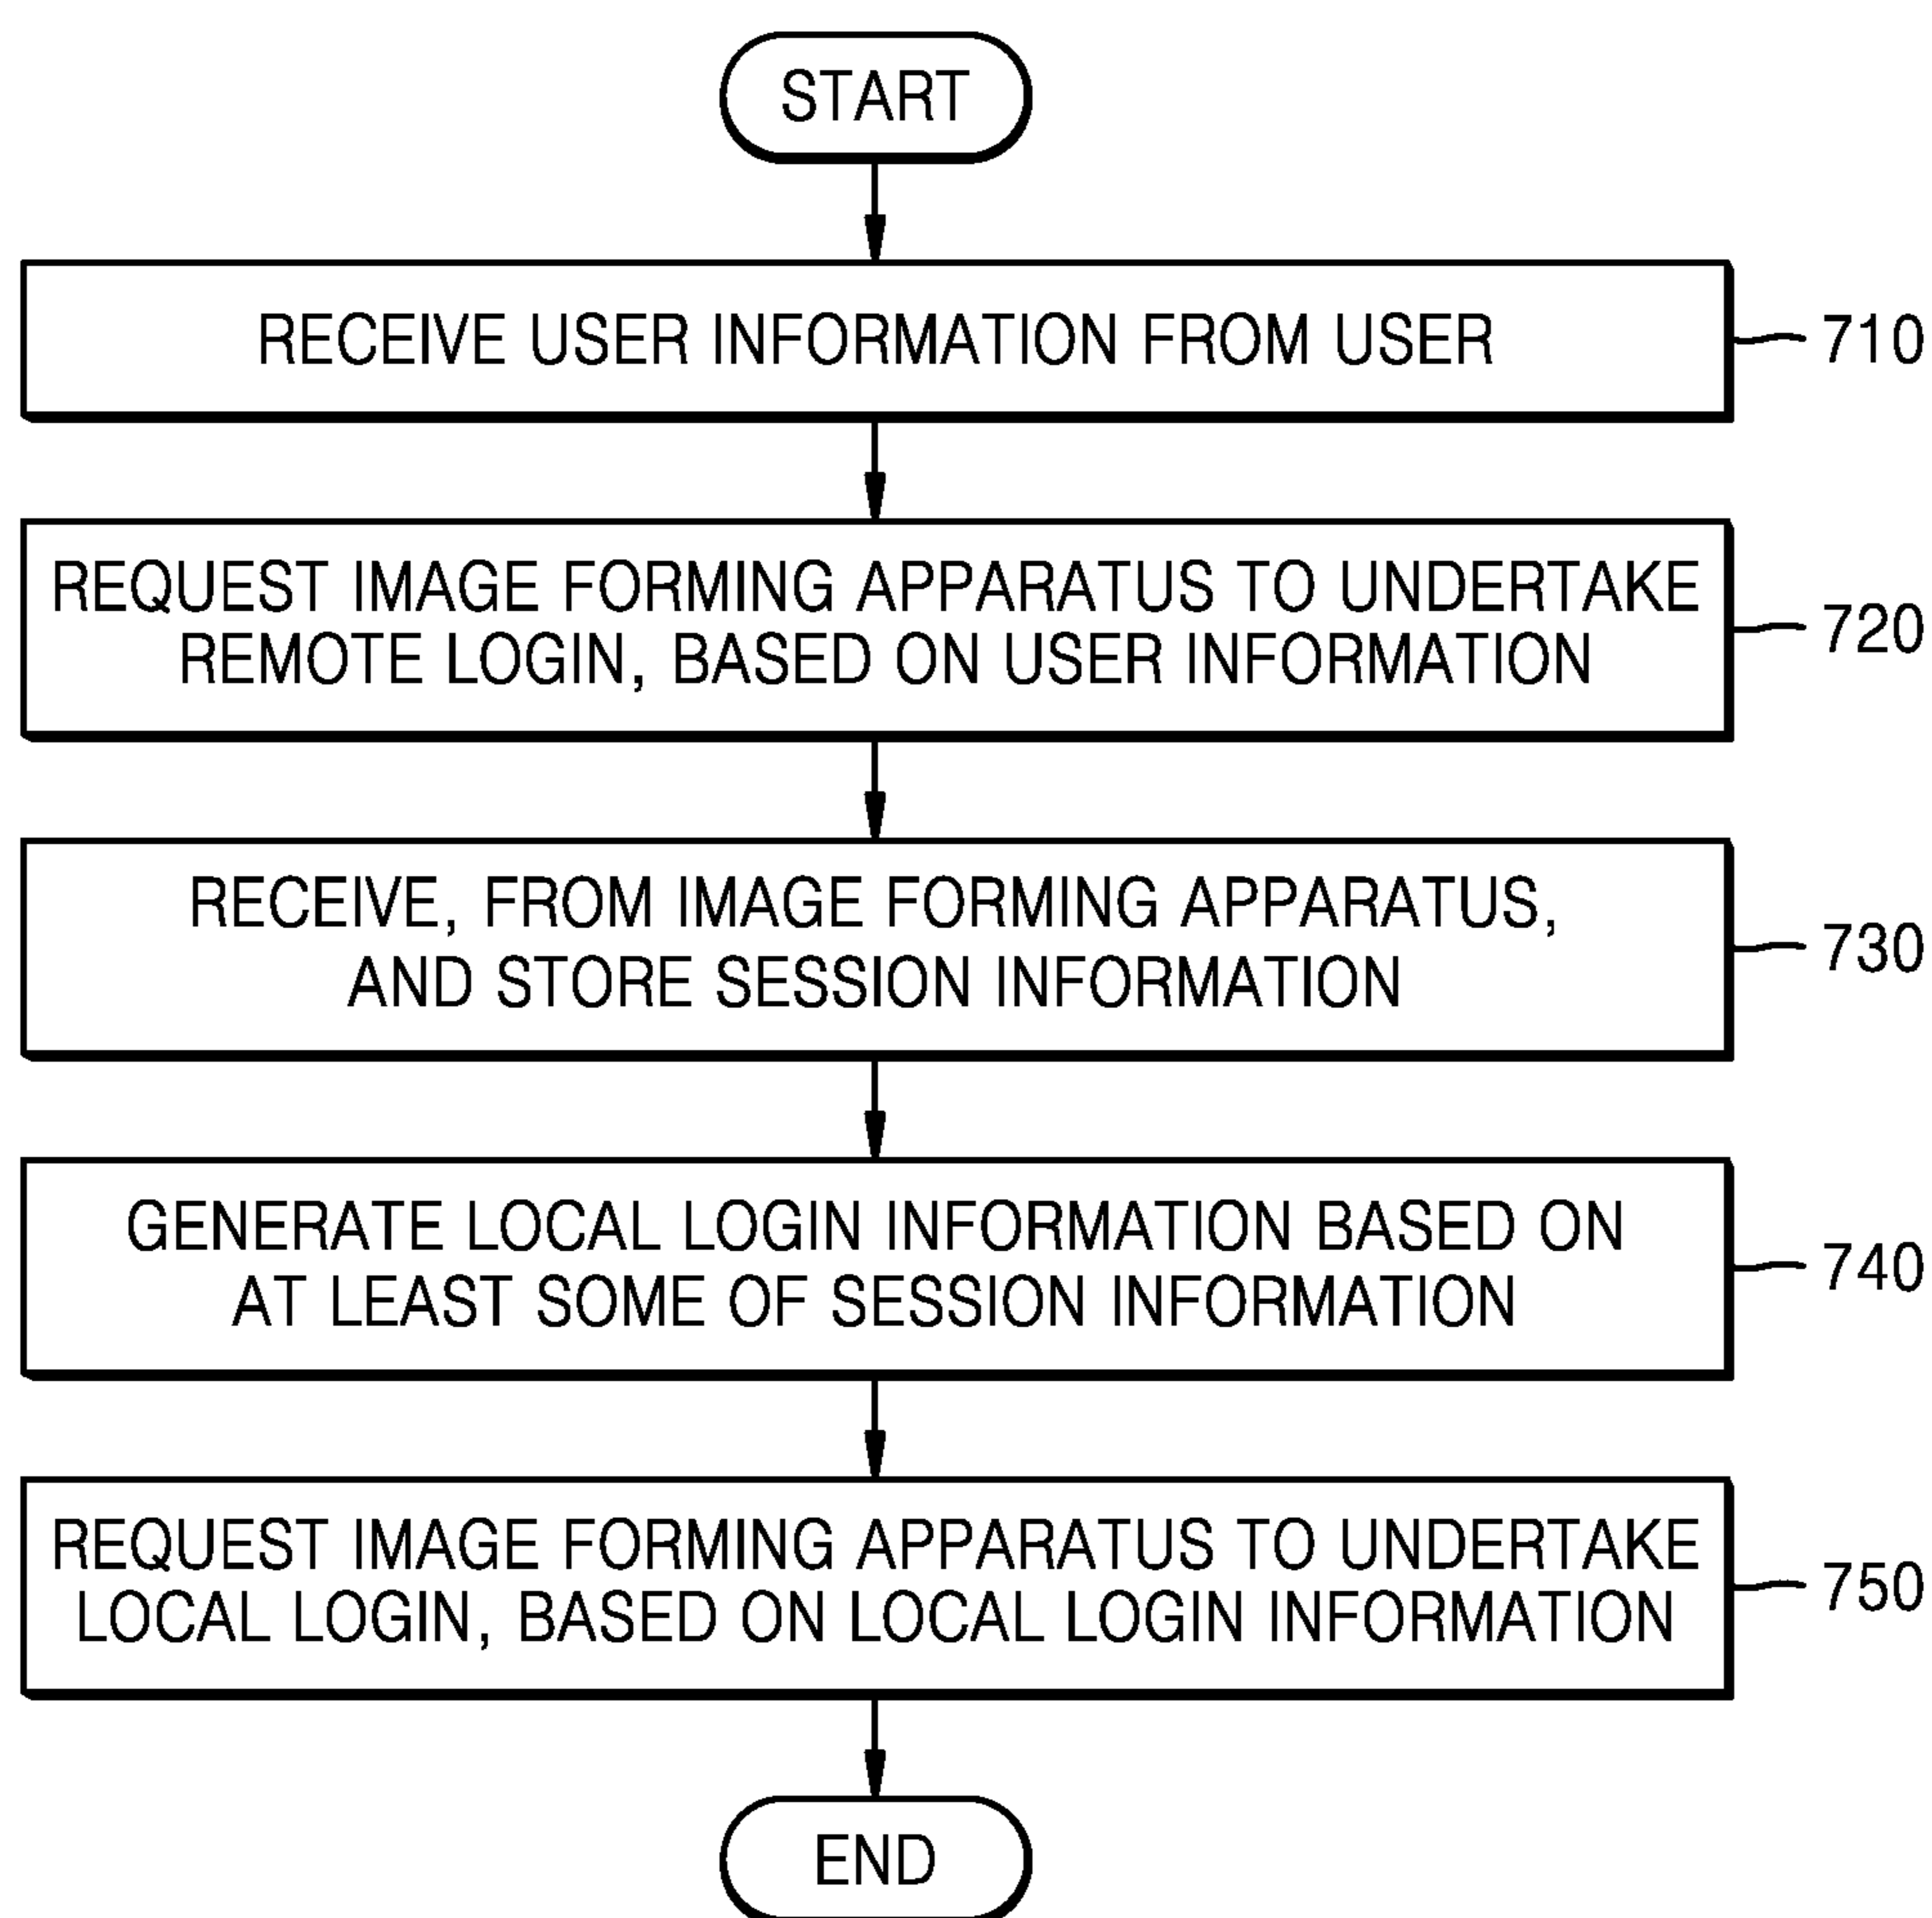 START
RECEIVE USER INFORMATION FROM USER
710
REQUEST IMAGE FORMING APPARATUS TO UNDERTAKE
REMOTE LOGIN, BASED ON USER INFORMATION
720
RECEIVE, FROM IMAGE FORMING APPARATUS,
AND STORE SESSION INFORMATION
730
GENERATE LOCAL LOGIN INFORMATION BASED ON
AT LEAST SOME OF SESSION INFORMATION
740
REQUEST IMAGE FORMING APPARATUS TO UNDERTAKE
LOCAL LOGIN, BASED ON LOCAL LOGIN INFORMATION
750
END